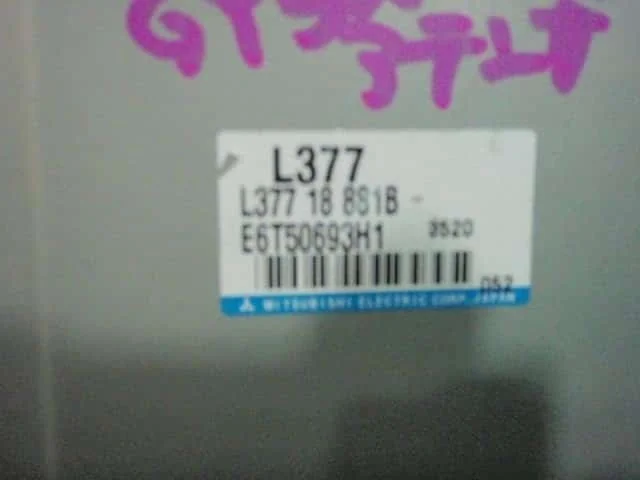 L377
L377 18 881B -
E6T50693H1 3520
052
MITSUBISHI ELECTRIC CORP. JAPAN